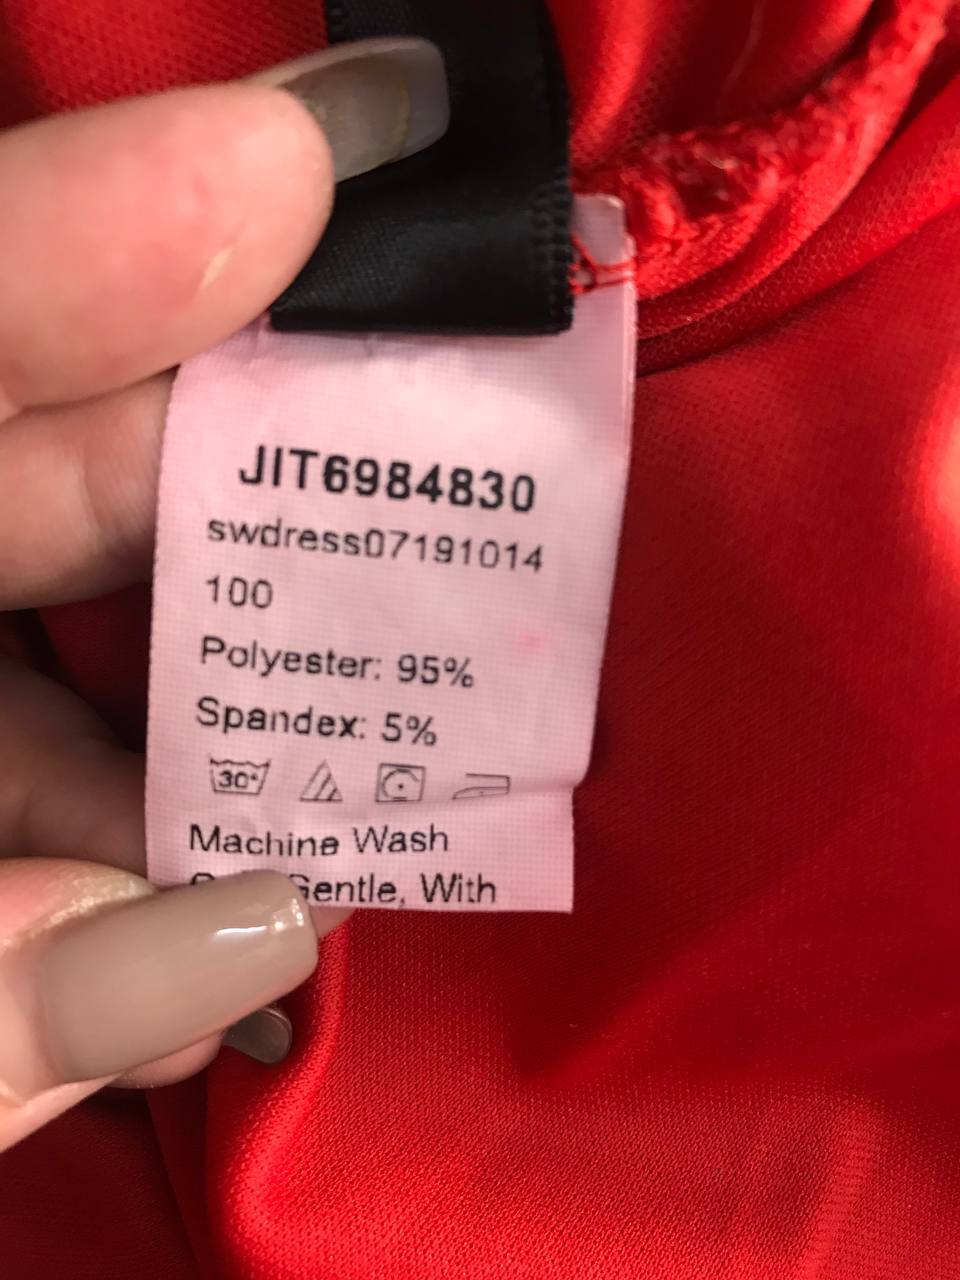 JIT6984830
swdress07191014
100
Polyester: 95%
Spandex: 5%
30°
Machine Wash
Gentle, With